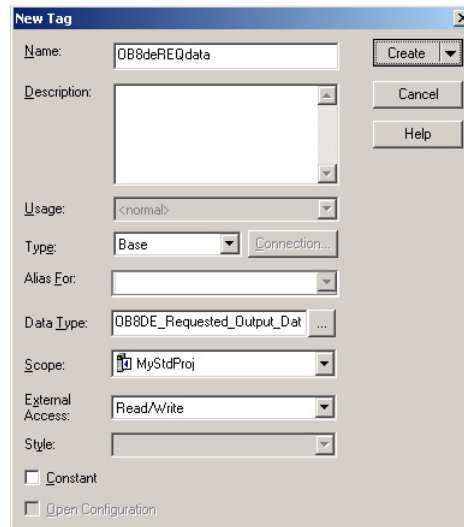 New Tag
Name:
OB8deREQdata
Create
Description:
Cancel
Help
Usage:
<normal>
Type:
Base
Connection...
Alias For:
Data Type:
OB8DE_Requested_Output_Dat
...
Scope:
MyStdProj
External
Access:
Read/Write
Style:
Constant
Open Configuration